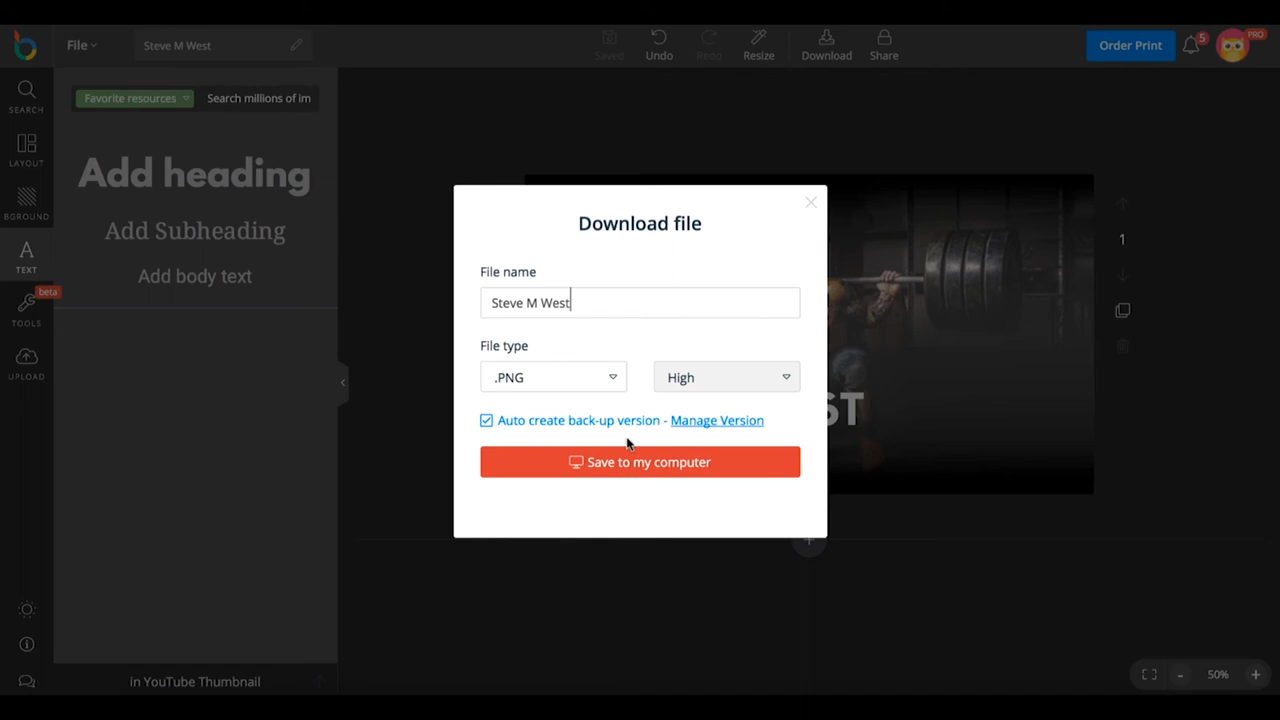 File
Steve M West
Saved
Undo
Redo
Resize
Download
Share
Order Print
5
PRO
SEARCH
LAYOUT
BGROUND
TEXT
beta
TOOLS
UPLOAD
Favorite resources
Search millions of im
Add heading
Add Subheading
Add body text
in YouTube Thumbnail
Download file
File name
Steve M West
File type
.PNG
High
Auto create back-up version - Manage Version
Save to my computer
ST
1
- 50% +